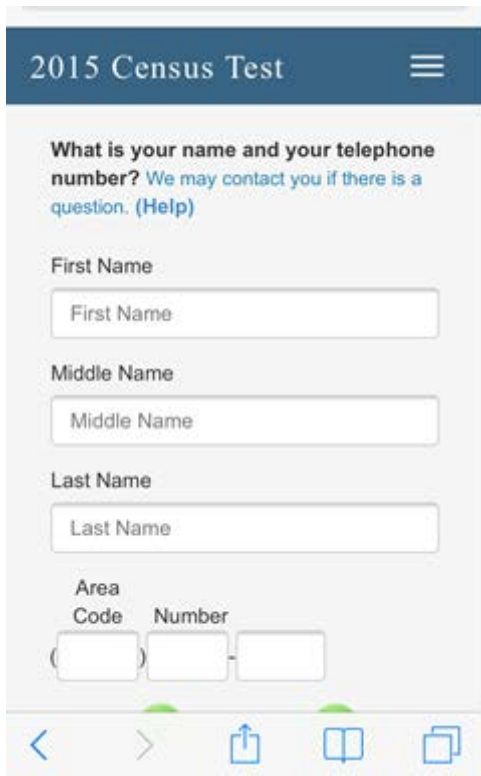 2015 Census Test
What is your name and your telephone
number? We may contact you if there is a
question. (Help)
First Name
First Name
Middle Name
Middle Name
Last Name
Last Name
Area
Code Number
( ) -